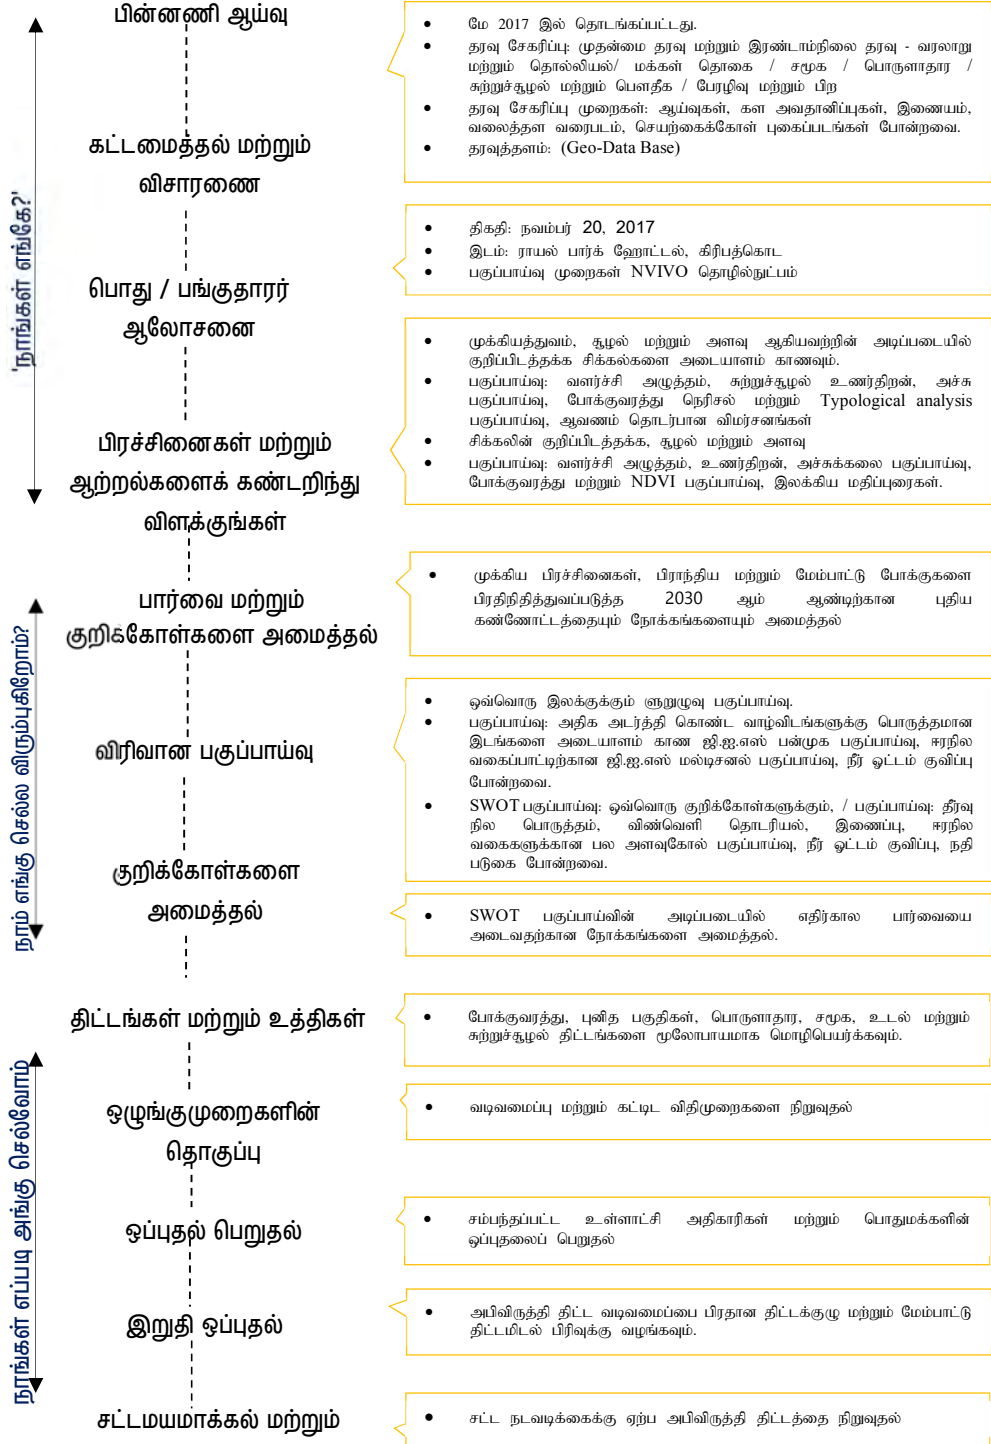 பின்னணி ஆய்வு
• மே 2017 இல் தொடங்கப்பட்டது.
• தரவு சேகரிப்பு: முதன்மை தரவு மற்றும் இரண்டாம்நிலை தரவு - வரலாறு
மற்றும் தொல்லியல்/ மக்கள் தொகை / சமூக / பொருளாதார /
சுற்றுச்சூழல் மற்றும் பௌதீக / பேரழிவு மற்றும் பிற
• தரவு சேகரிப்பு முறைகள்: ஆய்வுகள், கள அவதானிப்புகள், இணையம்,
வலைத்தள வரைபடம், செயற்கைக்கோள் புகைப்படங்கள் போன்றவை.
• தரவுத்தளம்: (Geo-Data Base)
'நாங்கள் எங்கே?'
கட்டமைத்தல் மற்றும்
விசாரணை
• திகதி: நவம்பர் 20, 2017
• இடம்: ராயல் பார்க் ஹோட்டல், கிரிபத்கொட
• பகுப்பாய்வு முறைகள் NVIVO தொழில்நுட்பம்
பொது / பங்குதாரர்
ஆலோசனை
• முக்கியத்துவம், சூழல் மற்றும் அளவு ஆகியவற்றின் அடிப்படையில்
குறிப்பிடத்தக்க சிக்கல்களை அடையாளம் காணவும்.
• பகுப்பாய்வு: வளர்ச்சி அழுத்தம், சுற்றுச்சூழல் உணர்திறன், அச்சு
பகுப்பாய்வு, போக்குவரத்து நெரிசல் மற்றும் Typological analysis
பகுப்பாய்வு, ஆவணம் தொடர்பான விமர்சனங்கள்
• சிக்கலின் குறிப்பிடத்தக்க, சூழல் மற்றும் அளவு
• பகுப்பாய்வு: வளர்ச்சி அழுத்தம், உணர்திறன், அச்சுக்கலை பகுப்பாய்வு,
போக்குவரத்து மற்றும் NDVI பகுப்பாய்வு, இலக்கிய மதிப்புரைகள்.
பிரச்சினைகள் மற்றும்
ஆற்றல்களைக் கண்டறிந்து
விளக்குங்கள்
நாம் எங்கு செல்ல விரும்புகிறோம்?
பார்வை மற்றும்
குறிக்கோள்களை அமைத்தல்
• முக்கிய பிரச்சினைகள், பிராந்திய மற்றும் மேம்பாட்டு போக்குகளை
பிரதிநிதித்துவப்படுத்த 2030 ஆம் ஆண்டிற்கான புதிய
கண்ணோட்டத்தையும் நோக்கங்களையும் அமைத்தல்
விரிவான பகுப்பாய்வு
• ஒவ்வொரு இலக்குக்கும் ளுறுழுவு பகுப்பாய்வு.
• பகுப்பாய்வு: அதிக அடர்த்தி கொண்ட வாழ்விடங்களுக்கு பொருத்தமான
இடங்களை அடையாளம் காண ஜி.ஐ.எஸ் பன்முக பகுப்பாய்வு, ஈரநில
வகைப்பாட்டிற்கான ஜி.ஐ.எஸ் மல்டிசனல் பகுப்பாய்வு, நீர் ஓட்டம் குவிப்பு
போன்றவை.
• SWOT பகுப்பாய்வு: ஒவ்வொரு குறிக்கோள்களுக்கும், / பகுப்பாய்வு: தீர்வு
நில பொருத்தம், விண்வெளி தொடரியல், இணைப்பு, ஈரநில
வகைகளுக்கான பல அளவுகோல் பகுப்பாய்வு, நீர் ஓட்டம் குவிப்பு, நதி
படுகை போன்றவை.
குறிக்கோள்களை
அமைத்தல்
• SWOT பகுப்பாய்வின் அடிப்படையில் எதிர்கால பார்வையை
அடைவதற்கான நோக்கங்களை அமைத்தல்.
நாங்கள் எப்படி அங்கு செல்வோம்
திட்டங்கள் மற்றும் உத்திகள்
• போக்குவரத்து, புனித பகுதிகள், பொருளாதார, சமூக, உடல் மற்றும்
சுற்றுச்சூழல் திட்டங்களை மூலோபாயமாக மொழிபெயர்க்கவும்.
ஒழுங்குமுறைகளின்
தொகுப்பு
• வடிவமைப்பு மற்றும் கட்டிட விதிமுறைகளை நிறுவுதல்
ஒப்புதல் பெறுதல்
• சம்பந்தப்பட்ட உள்ளாட்சி அதிகாரிகள் மற்றும் பொதுமக்களின்
ஒப்புதலைப் பெறுதல்
இறுதி ஒப்புதல்
• அபிவிருத்தி திட்ட வடிவமைப்பை பிரதான திட்டக்குழு மற்றும் மேம்பாட்டு
திட்டமிடல் பிரிவுக்கு வழங்கவும்.
சட்டமயமாக்கல் மற்றும்
• சட்ட நடவடிக்கைக்கு ஏற்ப அபிவிருத்தி திட்டத்தை நிறுவுதல்